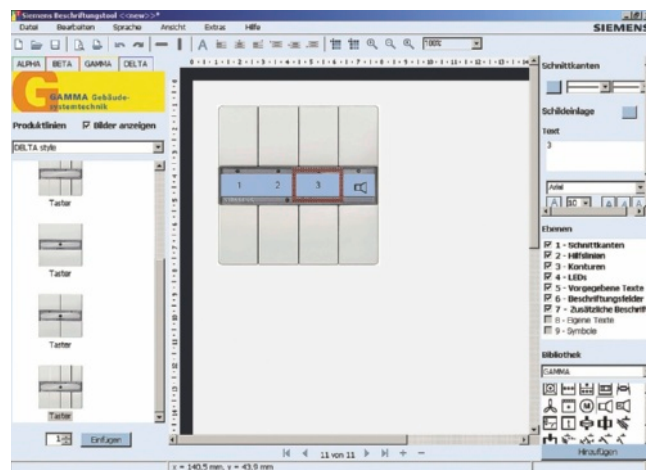 Siemens Beschriftungstool <<new>>*
Datei Bearbeiten Sprache Ansicht Extras Hilfe
SIEMENS
100%
ALPHA BETA GAMMA DELTA
GAMMA Gebäude-
systemtechnik
Produktlinien Bilder anzeigen
DELTA style
Taster
Taster
Taster
Taster
1
Einfügen
1 2 3
11 von 11
x = 140.5 mm, y = 43.9 mm
Schnittkanten
Schildeinlage
Text
3
Arial
A 10 A A A
Ebenen
1 - Schnittkanten
2 - Hilfslinien
3 - Konturen
4 - LEDs
5 - Vorgegebene Texte
6 - Beschriftungsfelder
7 - Zusätzliche Beschrift
8 - Eigene Texte
9 - Symbole
Bibliothek
GAMMA
Hinzufügen